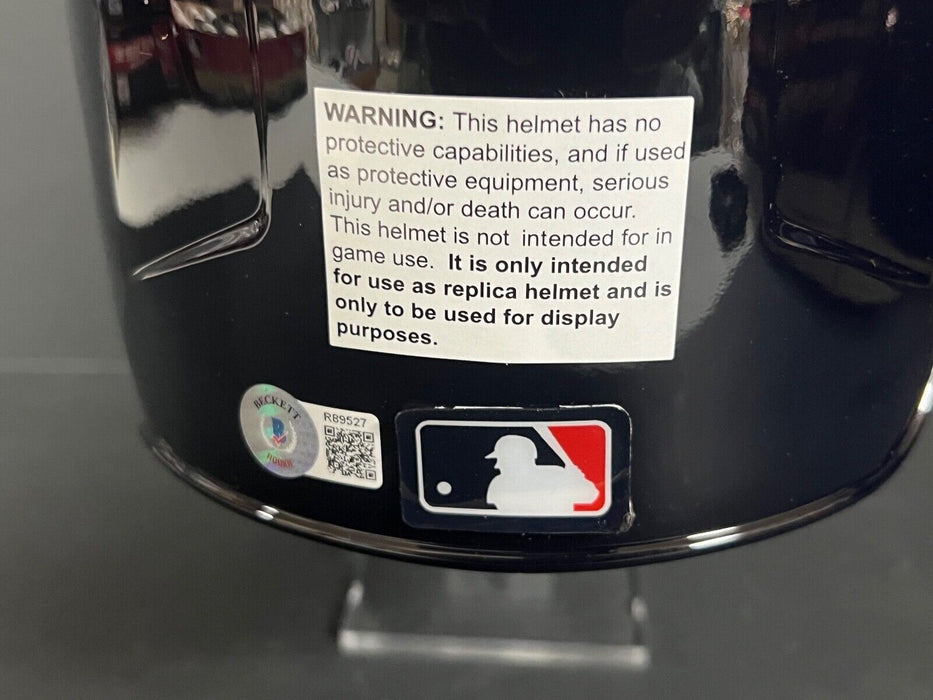 WARNING: This helmet has no
protective capabilities, and if used
as protective equipment, serious
injury and/or death can occur.
This helmet is not intended for in
game use. It is only intended
for use as replica helmet and is
only to be used for display
purposes.
BECKETT
B
RB9527